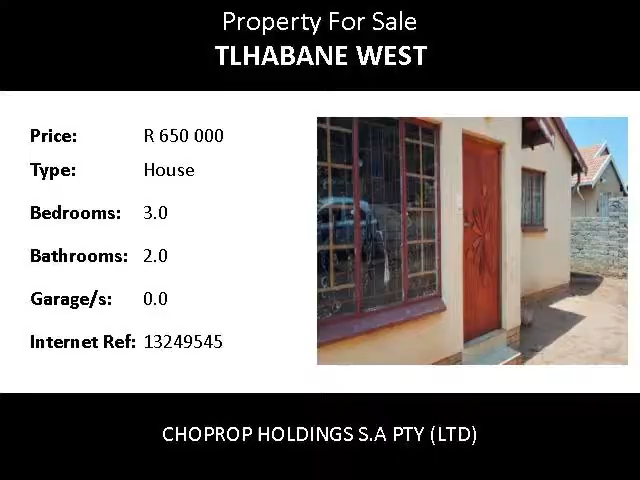 Property For Sale
TLHABANE WEST
Price: R 650 000
Type: House
Bedrooms: 3.0
Bathrooms: 2.0
Garage/s: 0.0
Internet Ref: 13249545
CHOPROP HOLDINGS S.A PTY (LTD)